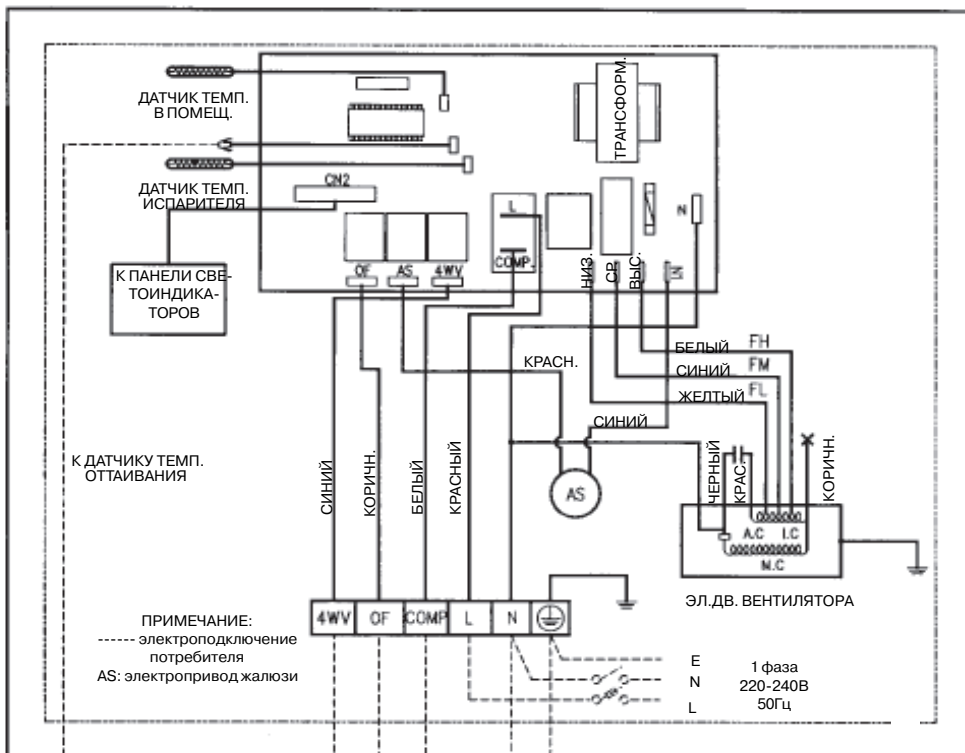 ДАТЧИК ТЕМП.
В ПОМЕЩ.
ТРАНСФОРМ.
ДАТЧИК ТЕМП.
ИСПАРИТЕЛЯ
CN2
L
COMP.
N
К ПАНЕЛИ СВЕ-
ТОИНДИКА-
ТОРОВ
OF
AS
4WV
НИЗ.
СР.
ВЫС.
БЕЛЫЙ
FH
СИНИЙ
FM
ЖЕЛТЫЙ
FL
КРАСН.
СИНИЙ
К ДАТЧИКУ ТЕМП.
ОТТАИВАНИЯ
СИНИЙ
КОРИЧН.
БЕЛЫЙ
КРАСНЫЙ
AS
ЧЕРНЫЙ
КРАС.
КОРИЧН.
A.C
I.C
M.C
ЭЛ.ДВ. ВЕНТИЛЯТОРА
4WV
OF
COMP
L
N
ПРИМЕЧАНИЕ:
------ электроподключение
потребителя
AS: электропривод жалюзи
E
N
L
1 фаза
220-240В
50Гц